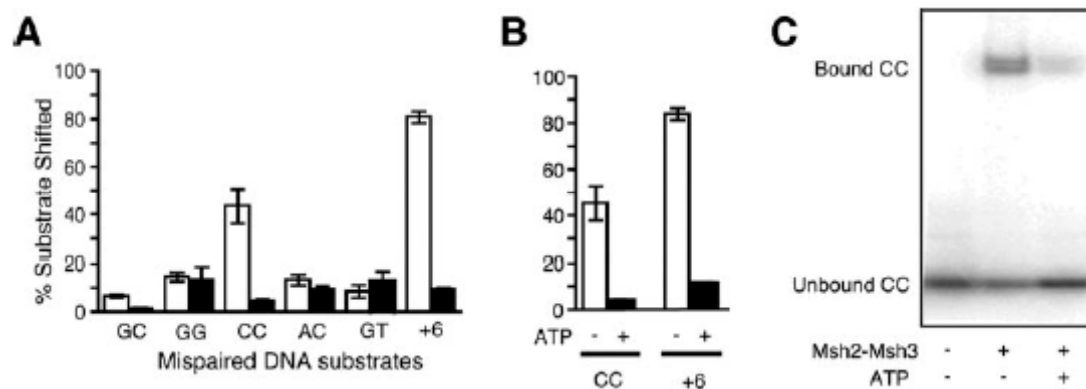 A
% Substrate Shifted
100
80
60
40
20
0
GC GG CC AC GT +6
Mispaired DNA substrates
B
100
80
60
40
20
0
ATP - + - +
CC +6
C
Bound CC
Unbound CC
Msh2-Msh3 - + +
ATP - - +